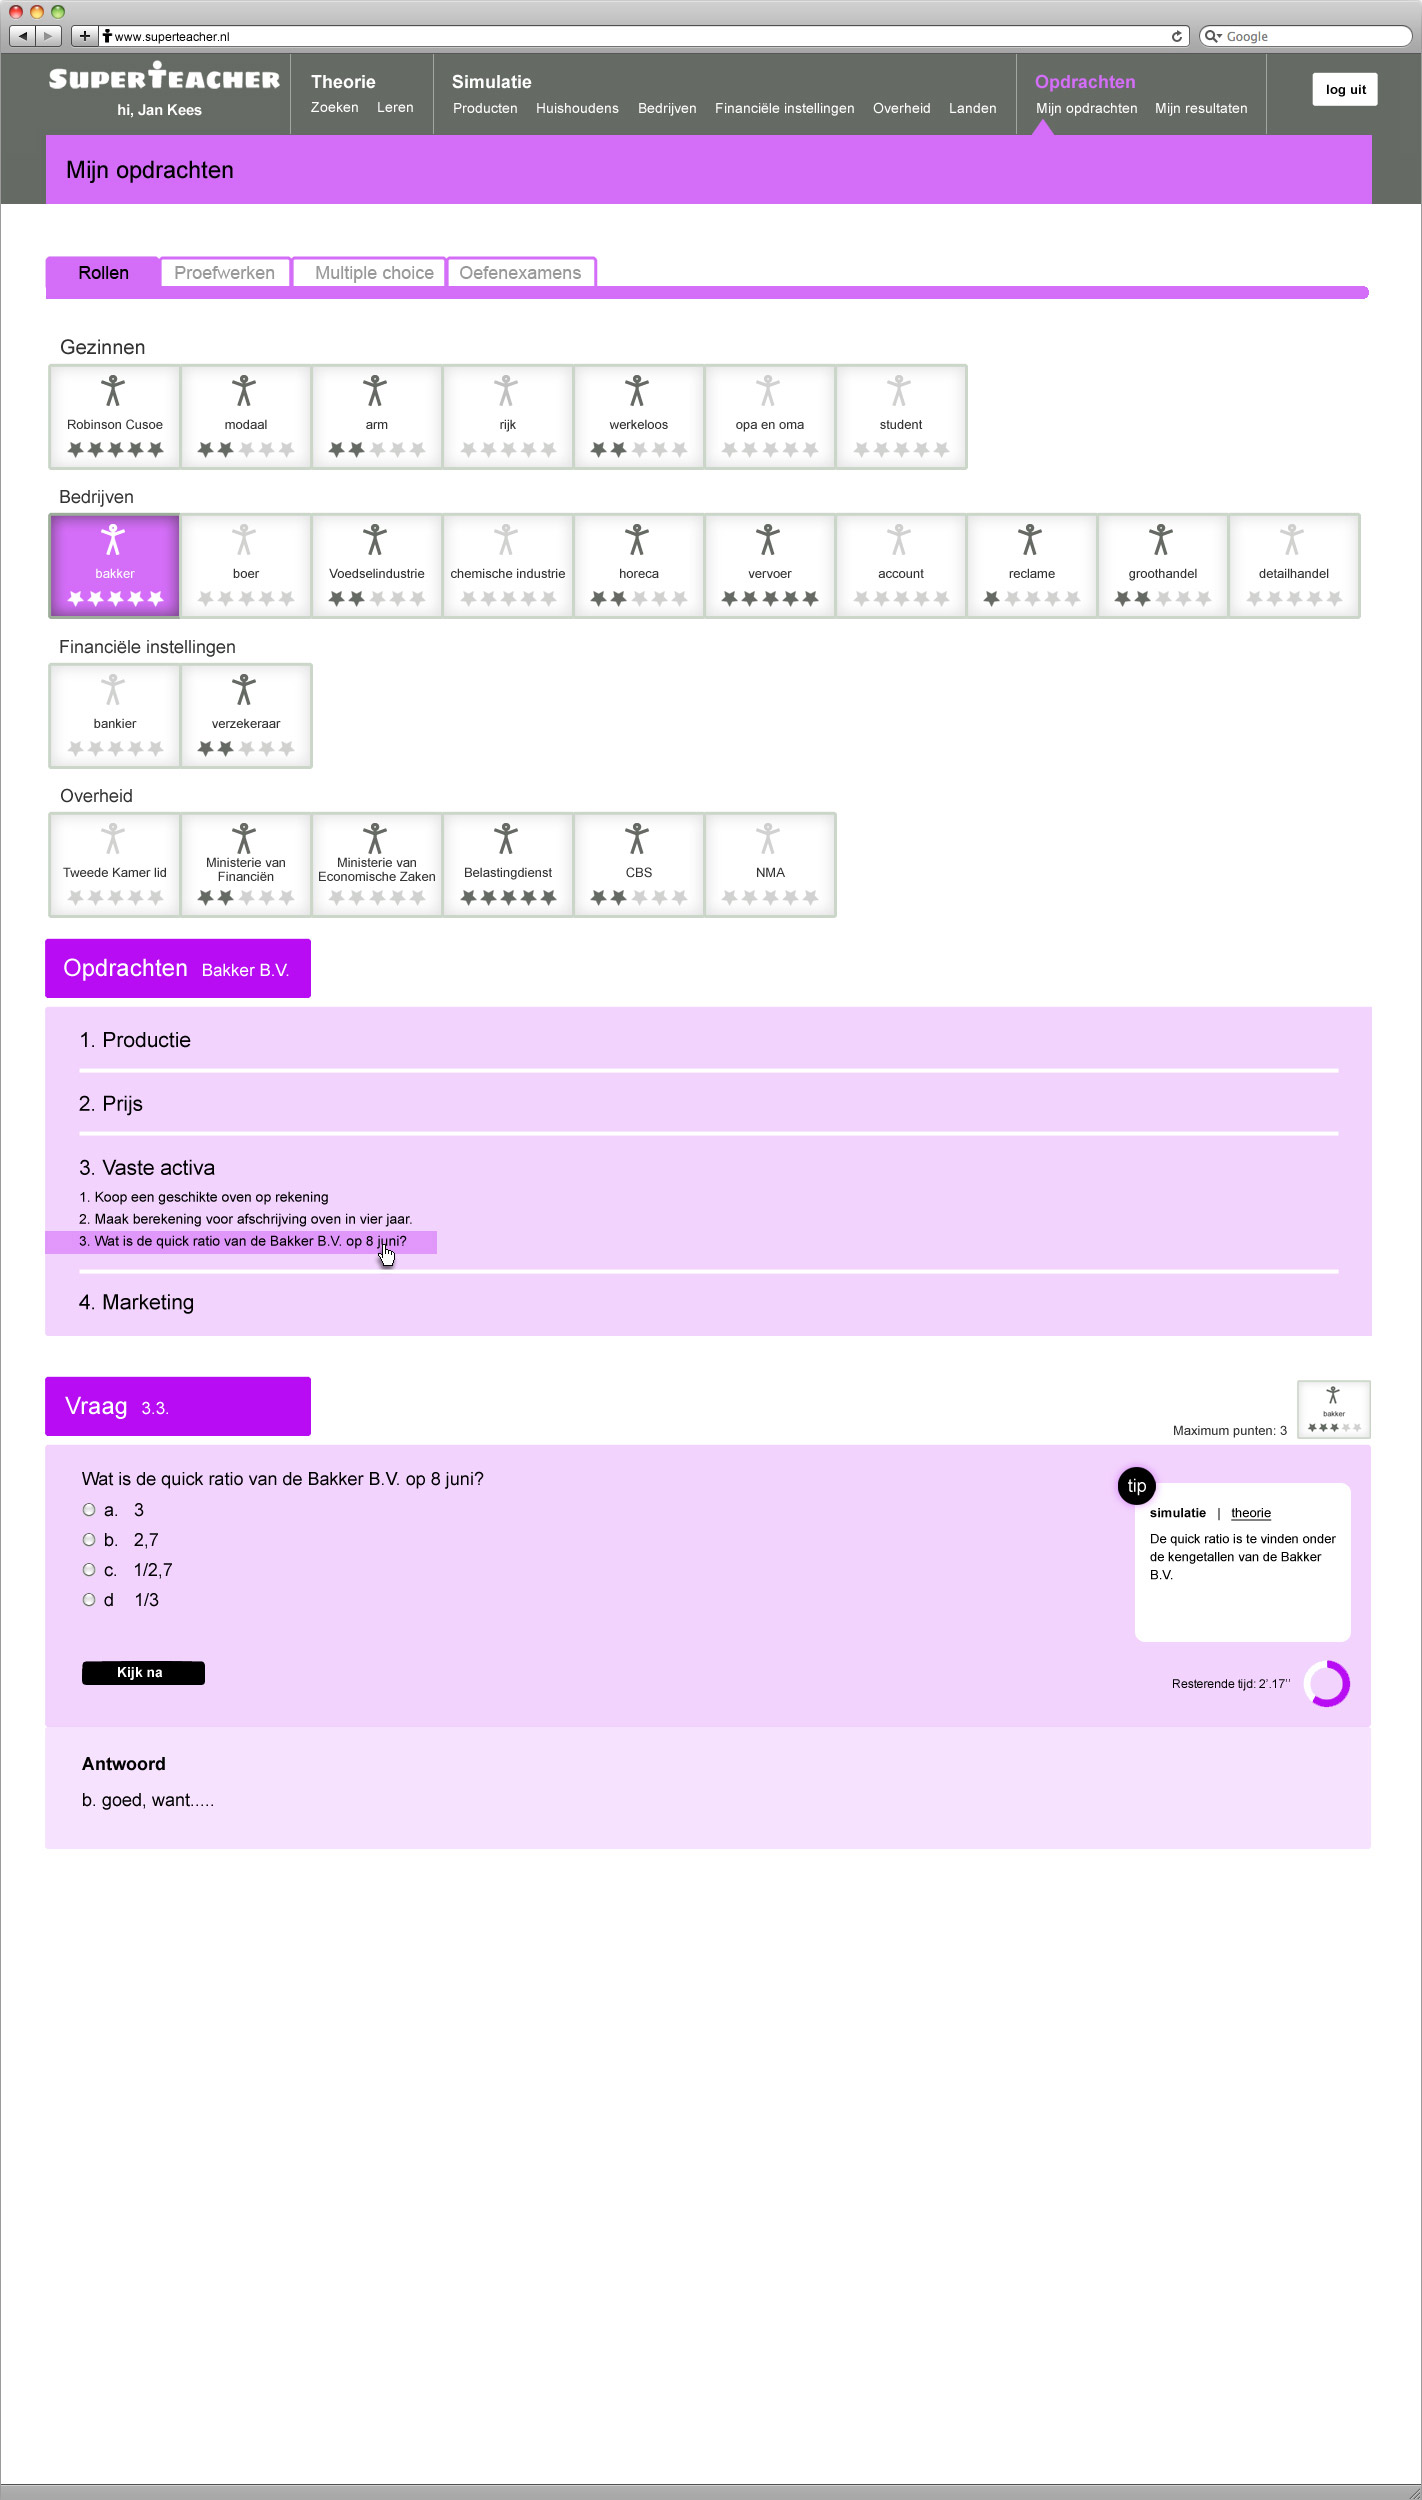 www.superteacher.nl
Google
SUPERTEACHER
hi, Jan Kees
Theorie
Zoeken Leren
Simulatie
Producten Huishoudens Bedrijven Financiële instellingen Overheid Landen
Opdrachten
Mijn opdrachten Mijn resultaten
log uit
Mijn opdrachten
Rollen Proefwerken Multiple choice Oefenexamens
Gezinnen
Robinson Cusoe modaal arm rijk werkeloos opa en oma student
Bedrijven
bakker boer Voedselindustrie chemische industrie horeca vervoer account reclame groothandel detailhandel
Financiële instellingen
bankier verzekeraar
Overheid
Tweede Kamer lid
Ministerie van
Financiën
Ministerie van
Economische Zaken
Belastingdienst
CBS
NMA
Opdrachten Bakker B.V.
1. Productie
2. Prijs
3. Vaste activa
1. Koop een geschikte oven op rekening
2. Maak berekening voor afschrijving oven in vier jaar.
3. Wat is de quick ratio van de Bakker B.V. op 8 juni?
4. Marketing
Vraag 3.3.
Maximum punten: 3
bakker
Wat is de quick ratio van de Bakker B.V. op 8 juni?
a. 3
b. 2,7
c. 1/2,7
d 1/3
Kijk na
tip
simulatie | theorie
De quick ratio is te vinden onder
de kengetallen van de Bakker
B.V.
Resterende tijd: 2'.17''
Antwoord
b. goed, want.....